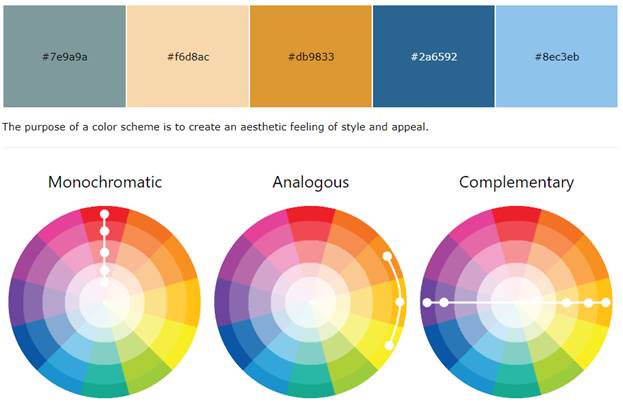 #7e9a9a #f6d8ac #db9833 #2a6592 #8ec3eb
The purpose of a color scheme is to create an aesthetic feeling of style and appeal.
Monochromatic Analogous Complementary